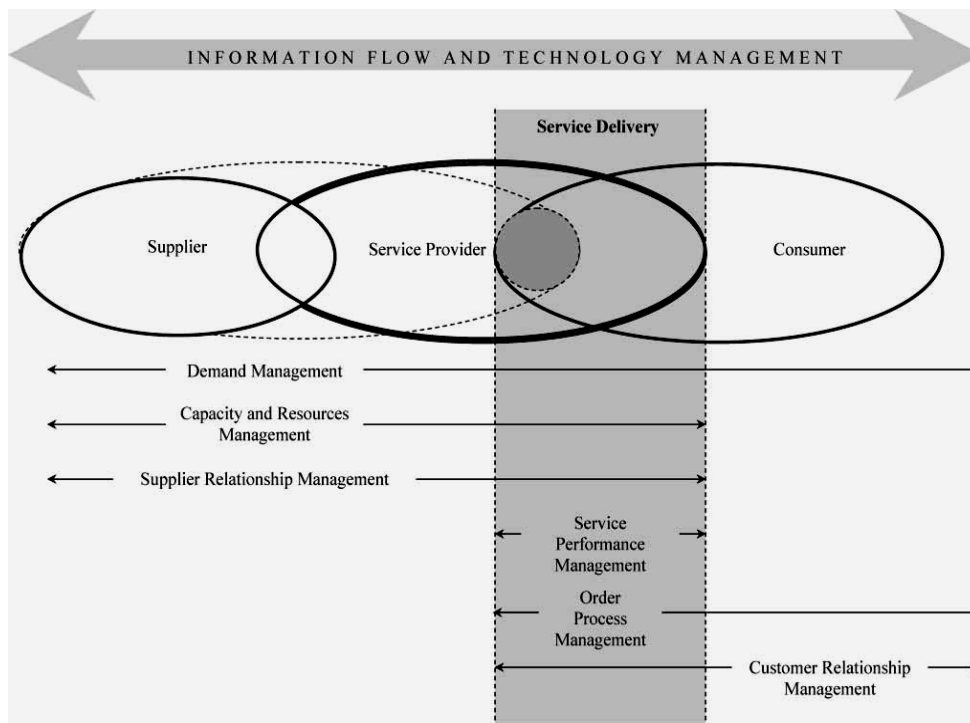 INFORMATION FLOW AND TECHNOLOGY MANAGEMENT
Service Delivery
Supplier
Service Provider
Consumer
Demand Management
Capacity and Resources
Management
Supplier Relationship Management
Service
Performance
Management
Order
Process
Management
Customer Relationship
Management